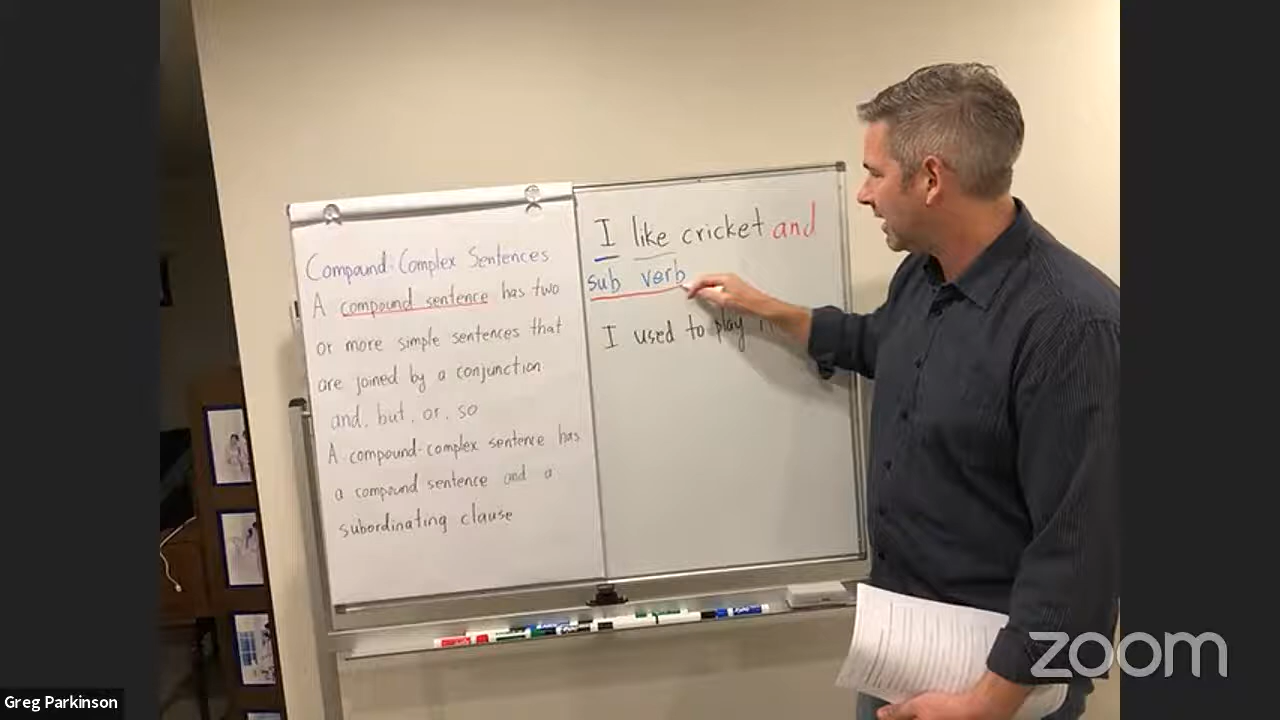 Compound-Complex Sentences
A compound sentence has two
or more simple sentences that
are joined by a conjunction
and, but, or, so
A compound-complex sentence has
a compound sentence and a
subordinating clause
I like cricket and
sub verb
I used to play
zoom
Greg Parkinson